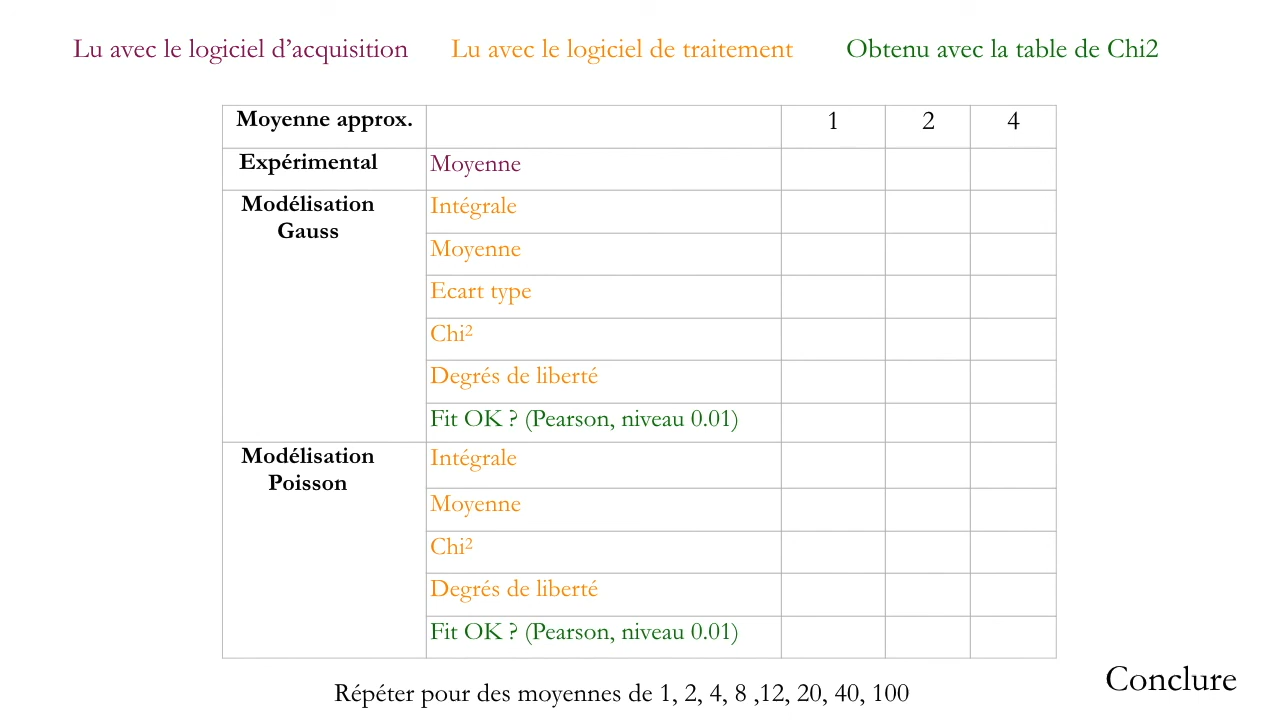 Lu avec le logiciel d’acquisition Lu avec le logiciel de traitement Obtenu avec la table de Chi2
Moyenne approx. 1 2 4
Expérimental Moyenne
Modélisation Intégrale
Gauss
Moyenne
Ecart type
Chi²
Degrés de liberté
Fit OK ? (Pearson, niveau 0.01)
Modélisation Intégrale
Poisson
Moyenne
Chi²
Degrés de liberté
Fit OK ? (Pearson, niveau 0.01)
Répéter pour des moyennes de 1, 2, 4, 8 ,12, 20, 40, 100
Conclure